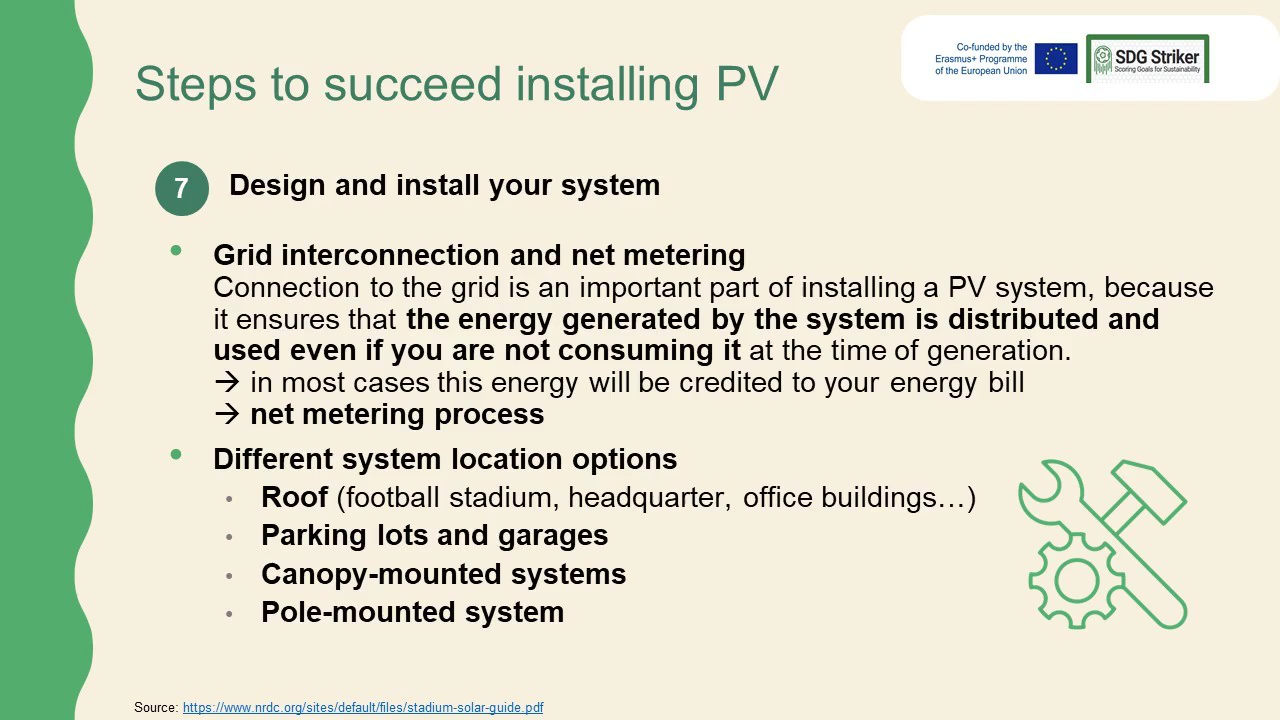 Co-funded by the
Erasmus+ Programme
of the European Union
SDG Striker
Scoring Goals for Sustainability
Steps to succeed installing PV
7
Design and install your system
• Grid interconnection and net metering
Connection to the grid is an important part of installing a PV system, because
it ensures that the energy generated by the system is distributed and
used even if you are not consuming it at the time of generation.
→ in most cases this energy will be credited to your energy bill
→ net metering process
• Different system location options
• Roof (football stadium, headquarter, office buildings…)
• Parking lots and garages
• Canopy-mounted systems
• Pole-mounted system
Source: https://www.nrdc.org/sites/default/files/stadium-solar-guide.pdf